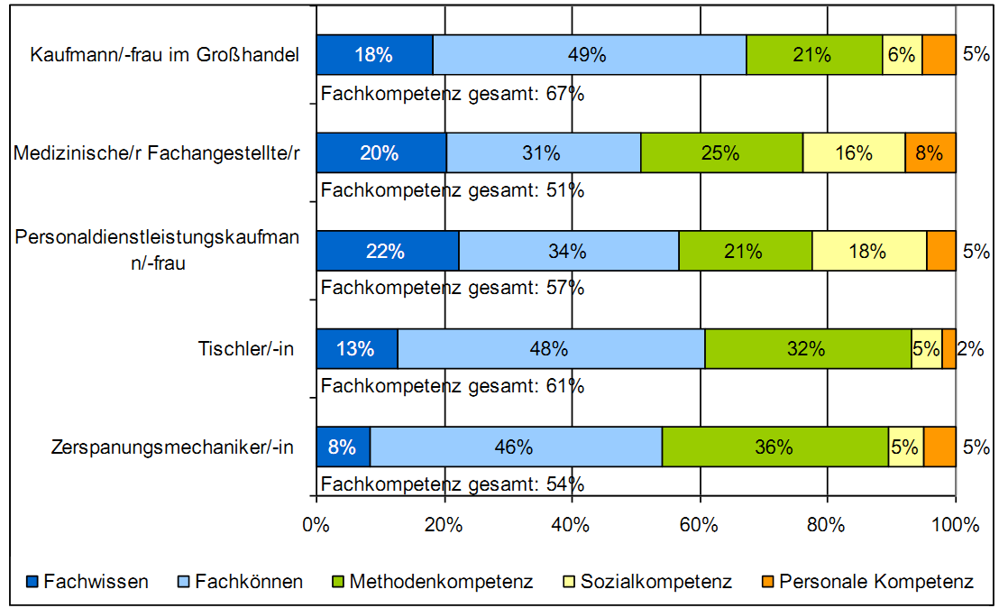 Kaufmann/-frau im Großhandel
18% 49% 21% 6% 5%
Fachkompetenz gesamt: 67%
Medizinische/r Fachangestellte/r
20% 31% 25% 16% 8%
Fachkompetenz gesamt: 51%
Personaldienstleistungskaufman
n/-frau
22% 34% 21% 18% 5%
Fachkompetenz gesamt: 57%
Tischler/-in
13% 48% 32% 5% 2%
Fachkompetenz gesamt: 61%
Zerspanungsmechaniker/-in
8% 46% 36% 5% 5%
Fachkompetenz gesamt: 54%
0% 20% 40% 60% 80% 100%
Fachwissen Fachkönnen Methodenkompetenz Sozialkompetenz Personale Kompetenz